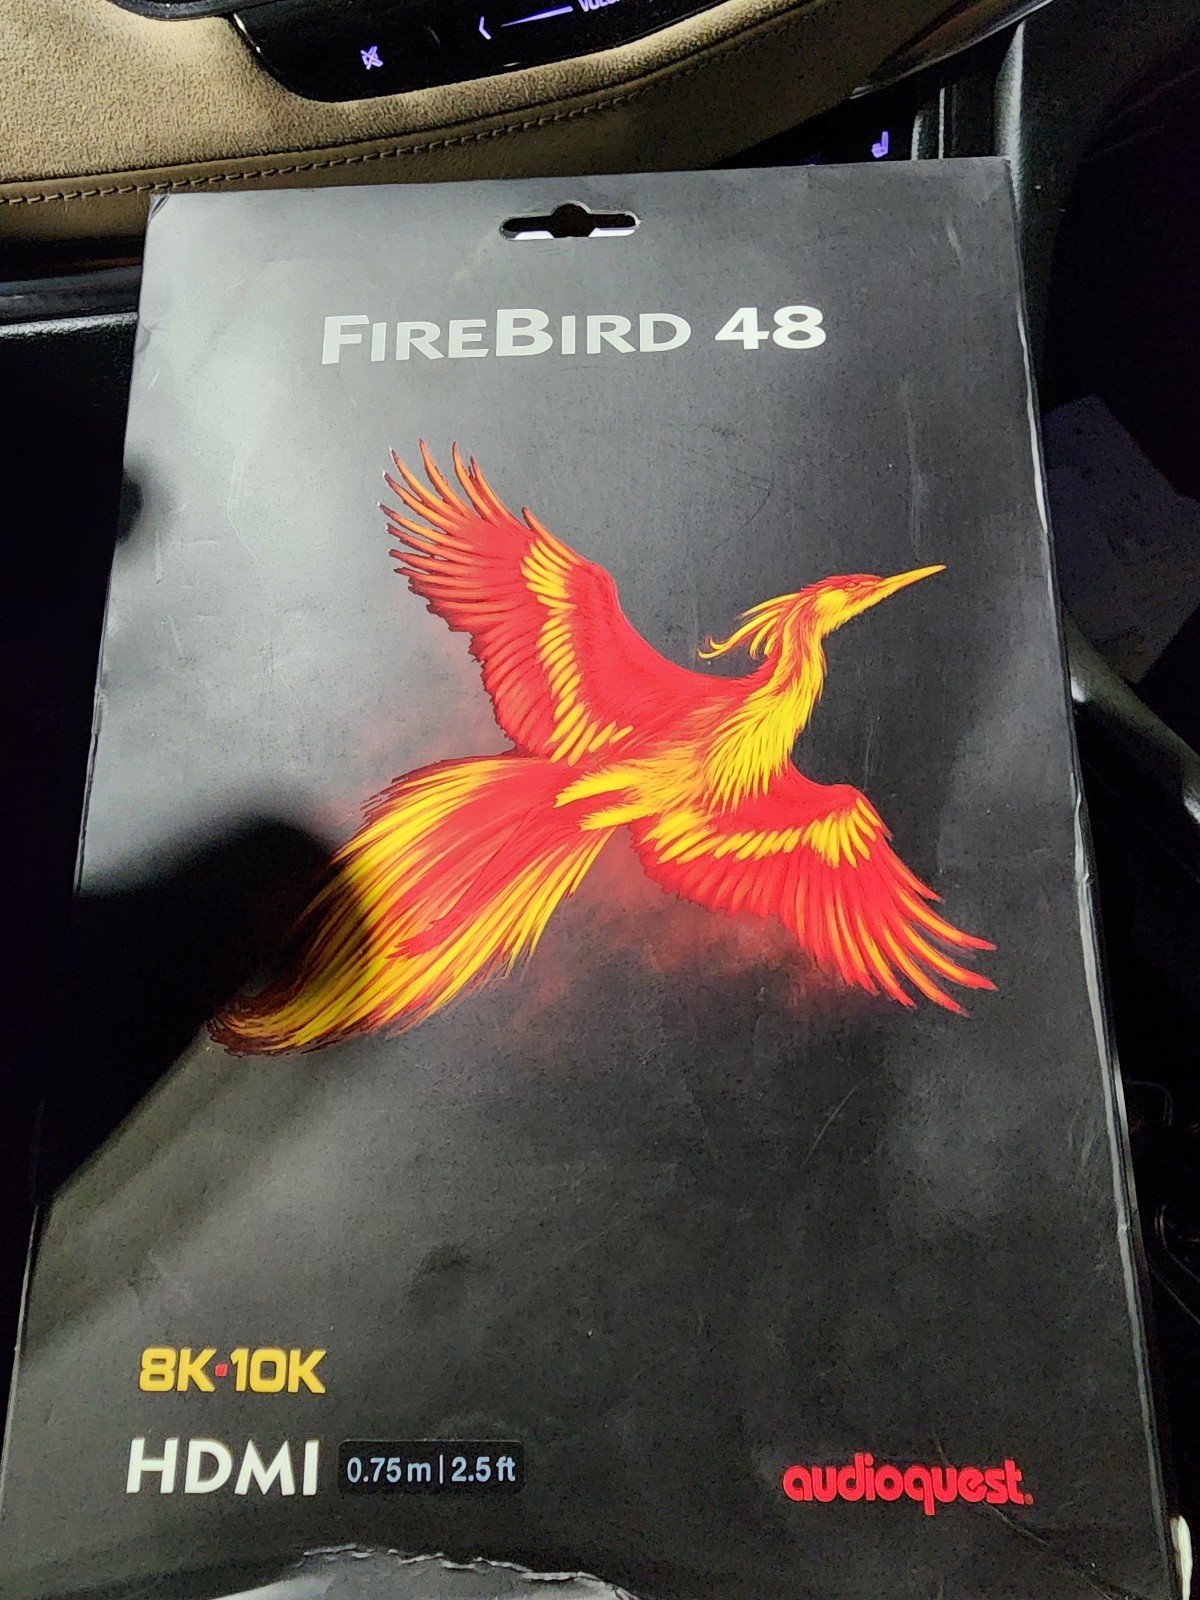 FIREBIRD 48
8K·10K
HDMI 0.75 m | 2.5 ft
audioquest®